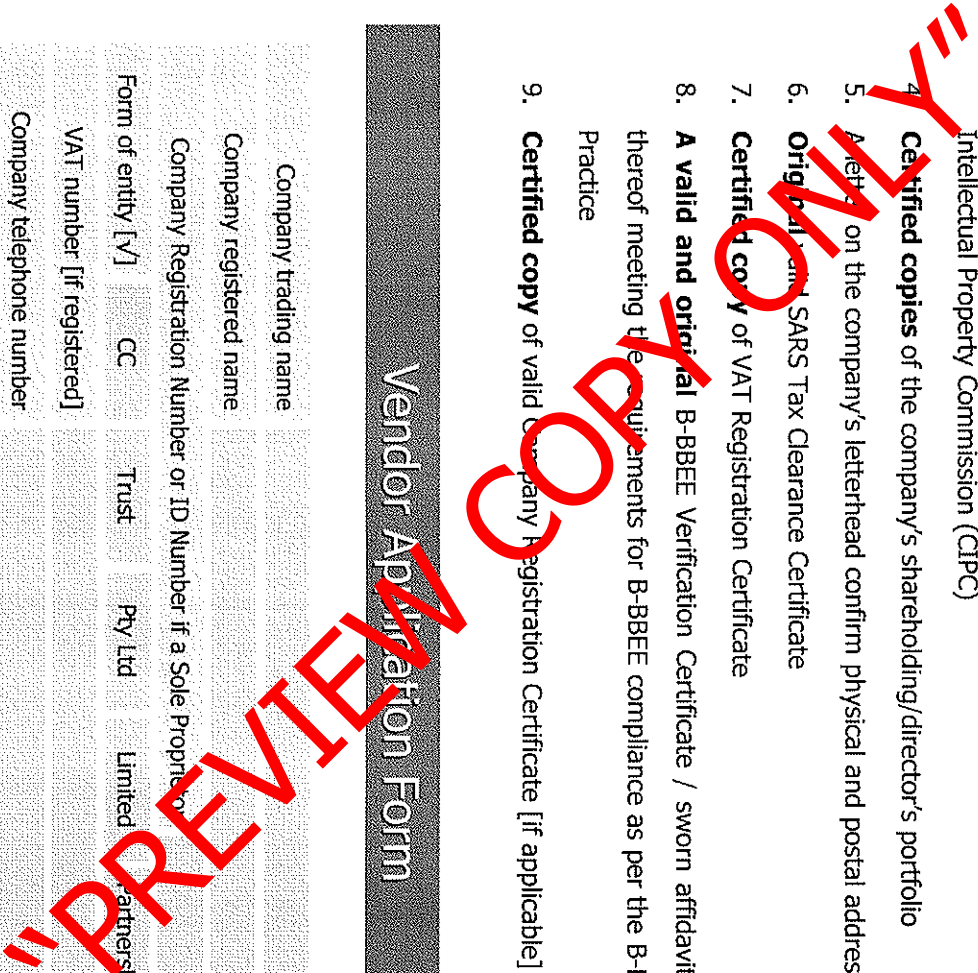 Intellectual Property Commission (CIPC)
4. Certified copies of the company's shareholding/director's portfolio
5. A letter on the company's letterhead confirm physical and postal addres
6. Original valid SARS Tax Clearance Certificate
7. Certified copy of VAT Registration Certificate
8. A valid and original B-BBEE Verification Certificate / sworn affidavit
thereof meeting the requirements for B-BBEE compliance as per the B-
Practice
9. Certified copy of valid Company Registration Certificate [if applicable]
Vendor Application Form
Company trading name
Company registered name
Company Registration Number or ID Number if a Sole Proprietor
Form of entity [√] CC Trust Pty Ltd Limited Partners
VAT number [if registered]
Company telephone number
"PREVIEW COPY ONLY"